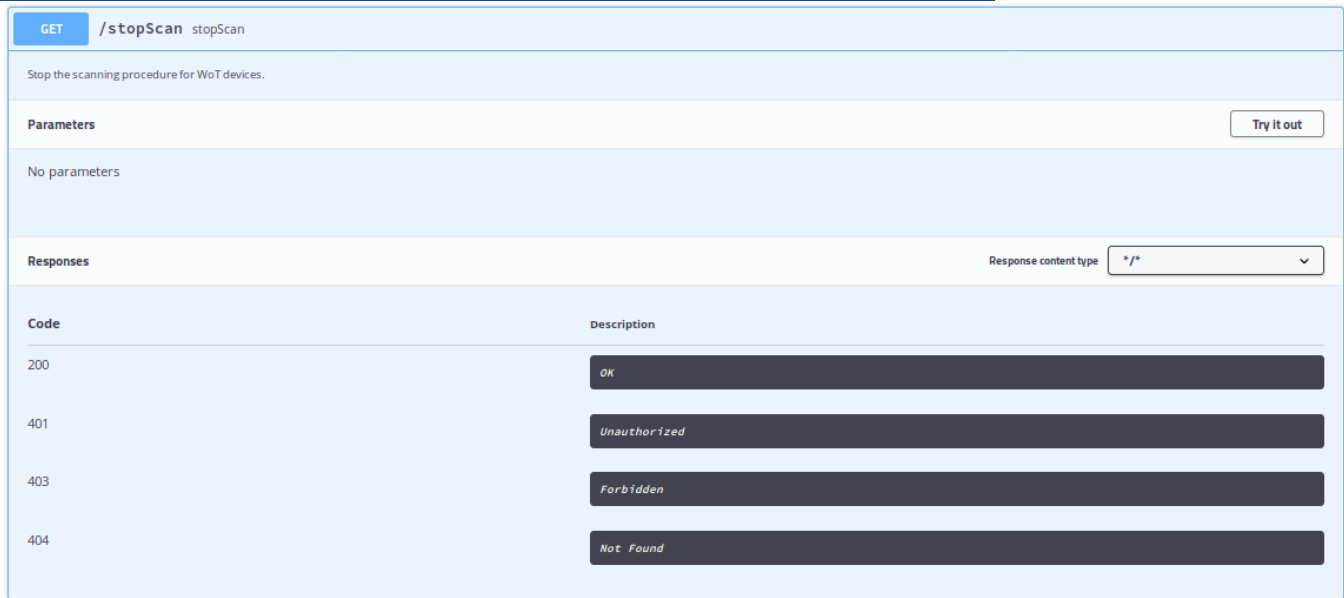 GET /stopScan stopScan
Stop the scanning procedure for WoT devices.
Parameters Try it out
No parameters
Responses Response content type */*
Code Description
200 OK
401 Unauthorized
403 Forbidden
404 Not Found